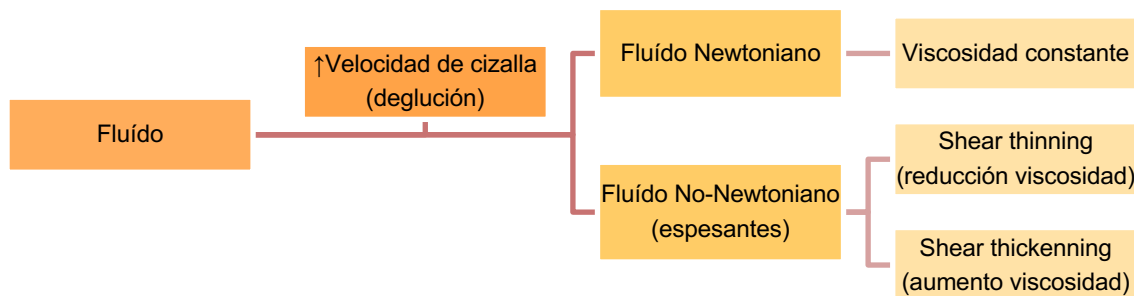 Fluído
↑Velocidad de cizalla
(deglución)
Fluído Newtoniano
Viscosidad constante
Fluído No-Newtoniano
(espesantes)
Shear thinning
(reducción viscosidad)
Shear thickenning
(aumento viscosidad)